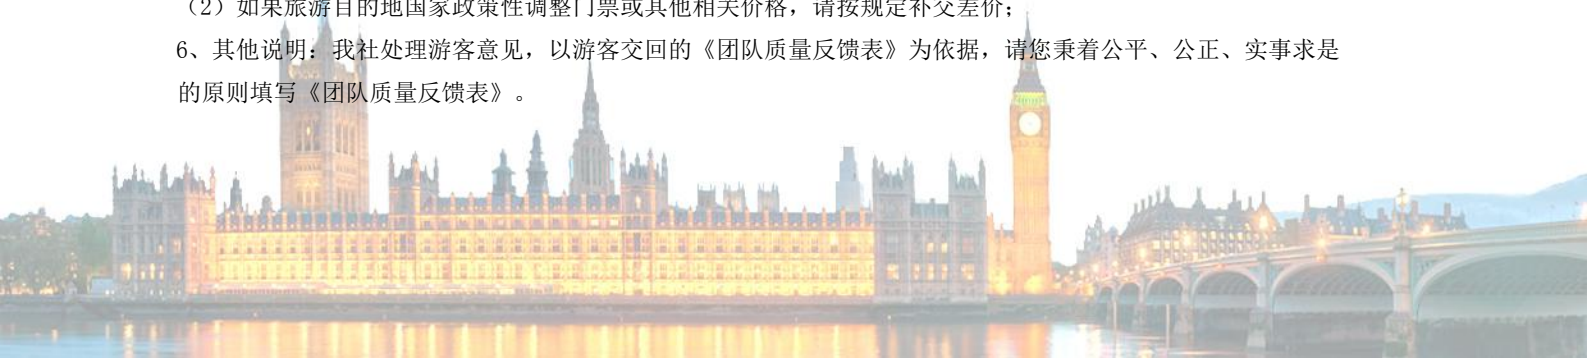 （2）如果旅游目的地国家政策性调整门票或其他相关价格，请按规定补交差价；
6、其他说明：我社处理游客意见，以游客交回的《团队质量反馈表》为依据，请您秉着公平、公正、实事求是
的原则填写《团队质量反馈表》。